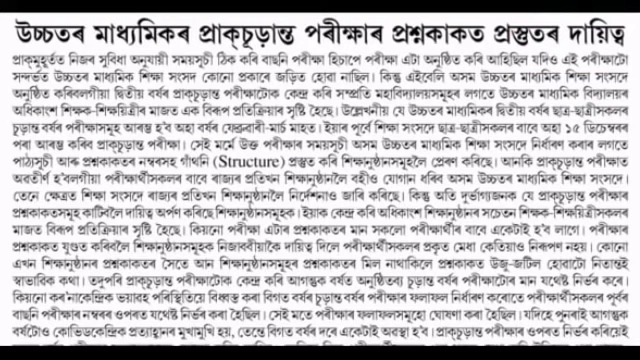 উচ্চতৰ মাধ্যমিকৰ প্ৰাক্‌চূড়ান্ত পৰীক্ষাৰ প্ৰশ্নকাকত প্ৰস্তুতৰ দায়িত্ব
প্ৰাক্‌মুহূৰ্তত নিজৰ সুবিধা অনুযায়ী সময়সূচী ঠিক কৰি বাছনি পৰীক্ষা হিচাপে পৰীক্ষা এটা অনুষ্ঠিত কৰি আহিছিল যদিও এই পৰীক্ষাটো
সন্দৰ্ভত উচ্চতৰ মাধ্যমিক শিক্ষা সংসদ কোনো প্ৰকাৰে জড়িত হোৱা নাছিল। কিন্তু এইবেলি অসম উচ্চতৰ মাধ্যমিক শিক্ষা সংসদে
অনুষ্ঠিত কৰিবলগীয়া দ্বিতীয় বৰ্ষৰ প্ৰাক্‌চূড়ান্ত পৰীক্ষাটোক কেন্দ্ৰ কৰি সম্প্ৰতি মহাবিদ্যালয়সমূহৰ লগতে উচ্চতৰ মাধ্যমিক বিদ্যালয়ৰ
অধিকাংশ শিক্ষক-শিক্ষয়িত্ৰীৰ মাজত এক বিৰূপ প্ৰতিক্ৰিয়াৰ সৃষ্টি হৈছে। উল্লেখনীয় যে উচ্চতৰ মাধ্যমিকৰ দ্বিতীয় বৰ্ষৰ ছাত্ৰ-ছাত্ৰীসকলৰ
চূড়ান্ত বৰ্ষৰ পৰীক্ষাসমূহ আৰম্ভ হ'ব অহা বৰ্ষৰ ফেব্ৰুৱাৰী-মাৰ্চ মাহত। ইয়াৰ পূৰ্বে শিক্ষা সংসদে ছাত্ৰ-ছাত্ৰীসকলৰ বাবে অহা ১৫ ডিচেম্বৰৰ
পৰা আৰম্ভ কৰিব প্ৰাক্‌চূড়ান্ত পৰীক্ষা। সেই মৰ্মে উক্ত পৰীক্ষাৰ সময়সূচী অসম উচ্চতৰ মাধ্যমিক শিক্ষা সংসদে নিৰ্ধাৰণ কৰাৰ লগতে
পাঠ্যসূচী আৰু প্ৰশ্নকাকতৰ নম্বৰসহ গাঁথনি (Structure) প্ৰস্তুত কৰি শিক্ষানুষ্ঠানসমূহলৈ প্ৰেৰণ কৰিছে। আনকি প্ৰাক্‌চূড়ান্ত পৰীক্ষাত
অৱতীৰ্ণ হ'বলগীয়া পৰীক্ষাৰ্থীসকলৰ বাবে ৰাজ্যৰ প্ৰতিখন শিক্ষানুষ্ঠানলৈ বহীও যোগান ধৰিব অসম উচ্চতৰ মাধ্যমিক শিক্ষা সংসদে।
তেনে ক্ষেত্ৰত শিক্ষা সংসদে ৰাজ্যৰ প্ৰতিখন শিক্ষানুষ্ঠানলৈ নিৰ্দেশনাও জাৰি কৰিছে। কিন্তু অতি দুৰ্ভাগ্যজনক যে প্ৰাক্‌চূড়ান্ত পৰীক্ষাৰ
প্ৰশ্নকাকতসমূহ কাটিবলৈ দায়িত্ব অৰ্পণ কৰিছে শিক্ষানুষ্ঠানসমূহক। ইয়াক কেন্দ্ৰ কৰি অধিকাংশ শিক্ষানুষ্ঠানৰ সচেতন শিক্ষক-শিক্ষয়িত্ৰীসকলৰ
মাজত বিৰূপ প্ৰতিক্ৰিয়াৰ সৃষ্টি হৈছে। কিয়নো পৰীক্ষা এটাৰ প্ৰশ্নকাকতৰ মান সকলো পৰীক্ষাৰ্থীৰ বাবে একেটাই হ'ব লাগে। পৰীক্ষাৰ
প্ৰশ্নকাকত যুগুত কৰিবলৈ শিক্ষানুষ্ঠানসমূহক নিজাববীয়াকৈ দায়িত্ব দিলে পৰীক্ষাৰ্থীসকলৰ প্ৰকৃত মেধা কেতিয়াও নিৰূপণ নহয়। কোনো
এখন শিক্ষানুষ্ঠানৰ প্ৰশ্নকাকতৰ সৈতে আন শিক্ষানুষ্ঠানসমূহৰ প্ৰশ্নকাকতৰ মিল নাথাকিলে প্ৰশ্নকাকত উজু-জটিল হোৱাটো নিতান্তই
স্বাভাৱিক কথা। তদুপৰি প্ৰাক্‌চূড়ান্ত পৰীক্ষাটোক কেন্দ্ৰ কৰি আগন্তুক বৰ্ষত অনুষ্ঠিতব্য চূড়ান্ত বৰ্ষৰ পৰীক্ষাটোৰ মান যথেষ্ট নিৰ্ভৰ কৰে।
কিয়নো কৰ'নাকেন্দ্ৰিক ভয়াবহ পৰিস্থিতিয়ে বিধ্বস্ত কৰা বিগত বৰ্ষৰ চূড়ান্ত বৰ্ষৰ পৰীক্ষাৰ ফলাফল নিৰ্ধাৰণ কৰোতে পৰীক্ষাৰ্থীসকলৰ পূৰ্বৰ
বাছনি পৰীক্ষাৰ নম্বৰৰ ওপৰত যথেষ্ট নিৰ্ভৰ কৰা হৈছিল। সেই মতে পৰীক্ষাৰ ফলাফলসমূহো ঘোষণা কৰা হৈছিল। যদিহে পুনৰাই আগন্তুক
বৰ্ষটোও কোভিডকেন্দ্ৰিক প্ৰত্যাহ্বানৰ মুখামুখি হয়, তেন্তে বিগত বৰ্ষৰ দৰে একেটাই অৱস্থা হ'ব। প্ৰাক্‌চূড়ান্ত পৰীক্ষাৰ ওপৰত নিৰ্ভৰ কৰিয়েই